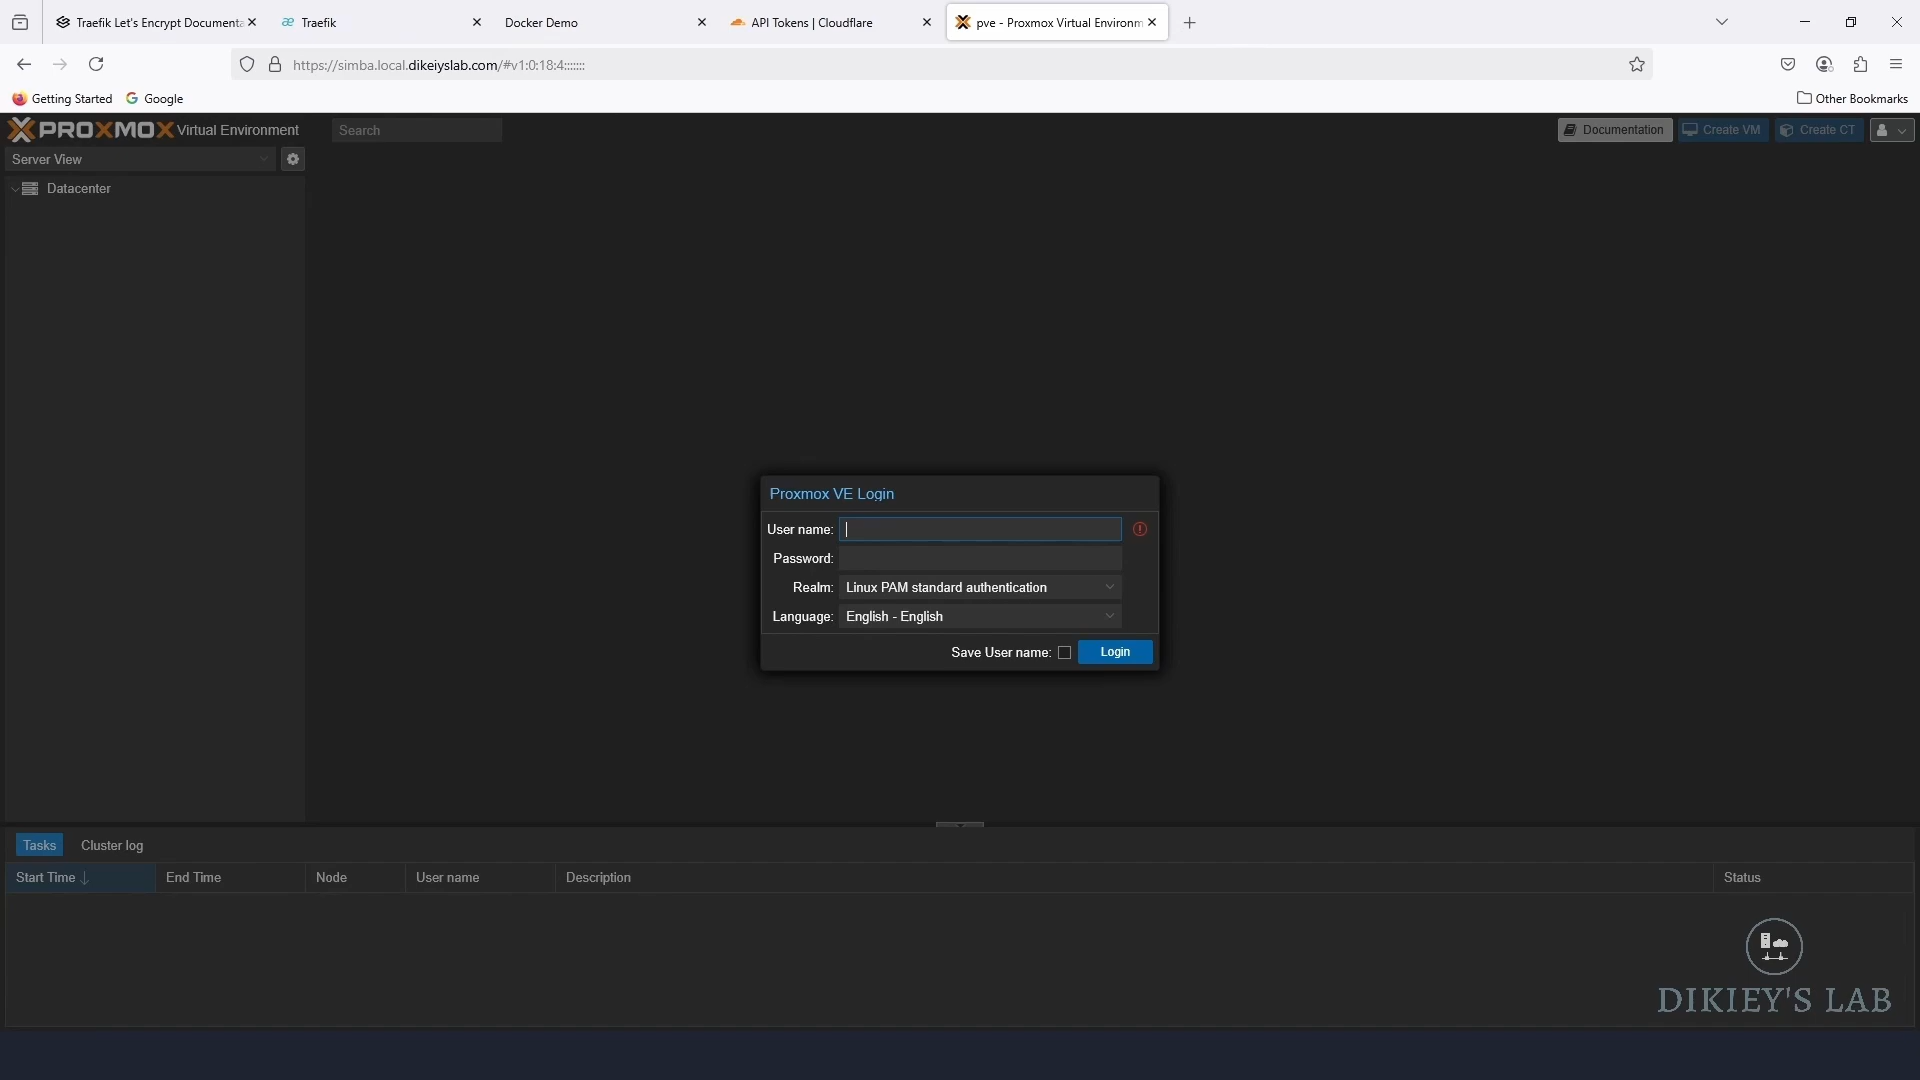 Traefik Let's Encrypt Documenta
Traefik
Docker Demo
API Tokens | Cloudflare
pve - Proxmox Virtual Environm
https://simba.local.dikeiyslab.com/#v1:0:18:4:::::::
Getting Started
Google
Other Bookmarks
PROXMOX Virtual Environment
Search
Documentation
Create VM
Create CT
Server View
Datacenter
Proxmox VE Login
User name:
Password:
Realm: Linux PAM standard authentication
Language: English - English
Save User name:
Login
Tasks
Cluster log
Start Time
End Time
Node
User name
Description
Status
DIKIEY'S LAB